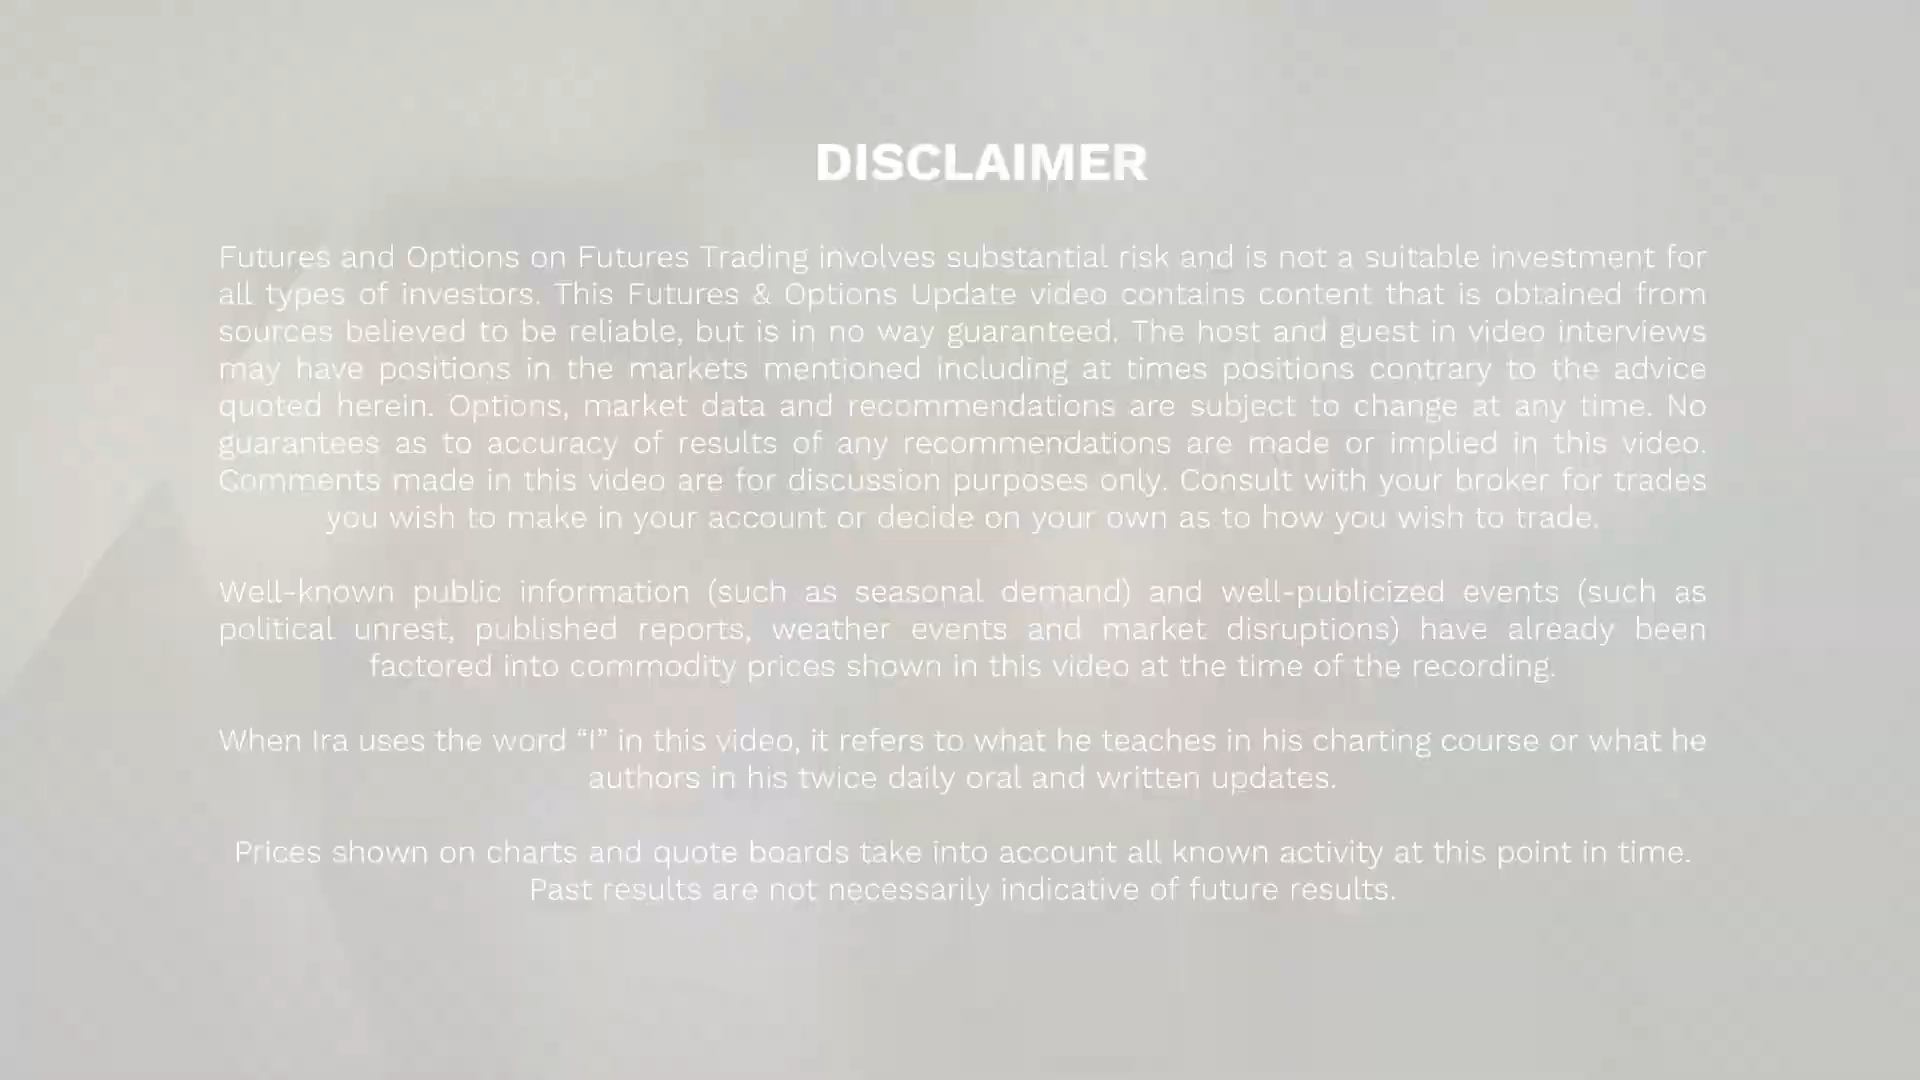 DISCLAIMER
Futures and Options on Futures Trading involves substantial risk and is not a suitable investment for
all types of investors. This Futures & Options Update video contains content that is obtained from
sources believed to be reliable, but is in no way guaranteed. The host and guest in video interviews
may have positions in the markets mentioned including at times positions contrary to the advice
quoted herein. Options, market data and recommendations are subject to change at any time. No
guarantees as to accuracy of results of any recommendations are made or implied in this video.
Comments made in this video are for discussion purposes only. Consult with your broker for trades
you wish to make in your account or decide on your own as to how you wish to trade.
Well-known public information (such as seasonal demand) and well-publicized events (such as
political unrest, published reports, weather events and market disruptions) have already been
factored into commodity prices shown in this video at the time of the recording.
When Ira uses the word “I” in this video, it refers to what he teaches in his charting course or what he
authors in his twice daily oral and written updates.
Prices shown on charts and quote boards take into account all known activity at this point in time.
Past results are not necessarily indicative of future results.